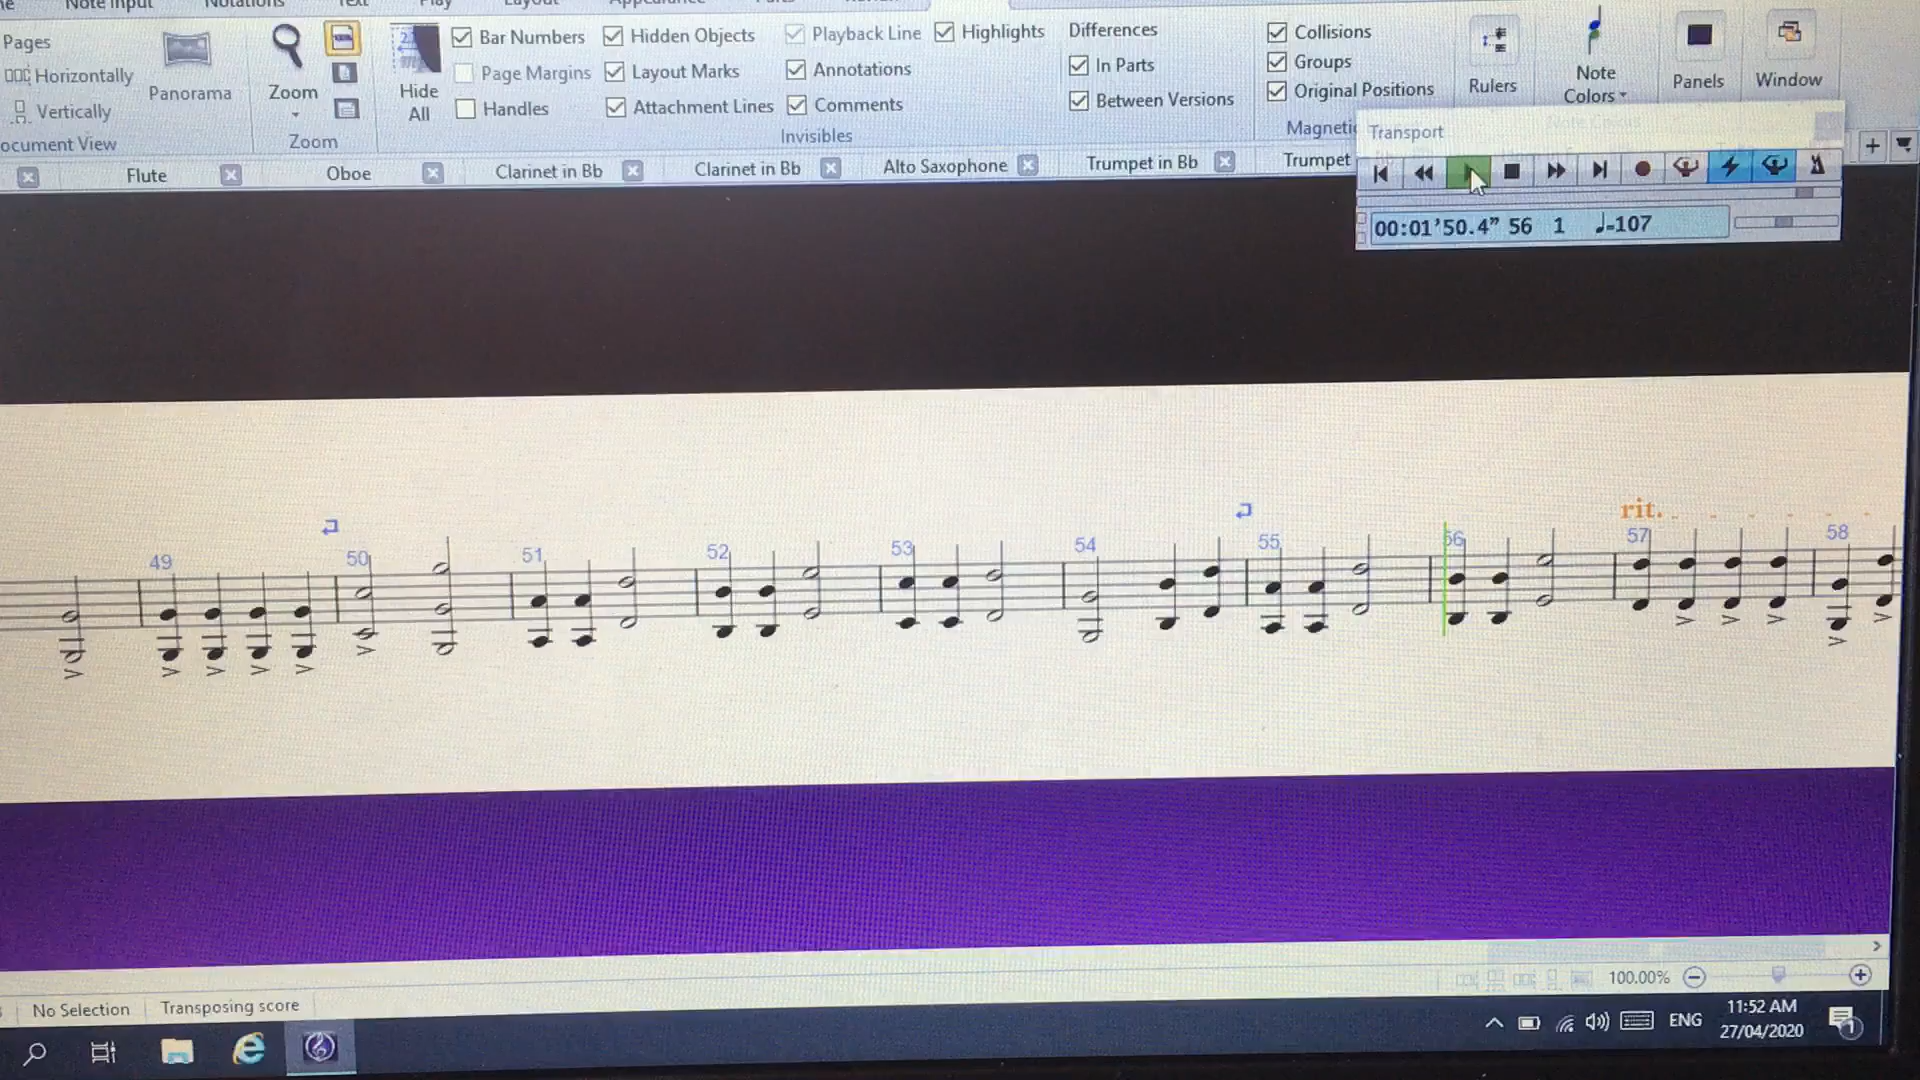 Note Input
Notations
Text
Play
Layout
Appearance
Pages
Horizontally
Vertically
Panorama
Zoom
Zoom
Hide
All
Bar Numbers
Hidden Objects
Playback Line
Highlights
Page Margins
Layout Marks
Annotations
Handles
Attachment Lines
Comments
Invisibles
Differences
In Parts
Between Versions
Collisions
Groups
Original Positions
Rulers
Note
Colors
Panels
Window
ocument View
Transport
Flute
Oboe
Clarinet in Bb
Clarinet in Bb
Alto Saxophone
Trumpet in Bb
Trumpet
00:01'50.4" 56 1 ♩=107
rit.
49
50
51
52
53
54
55
56
57
58
100.00%
No Selection
Transposing score
ENG
11:52 AM
27/04/2020
1